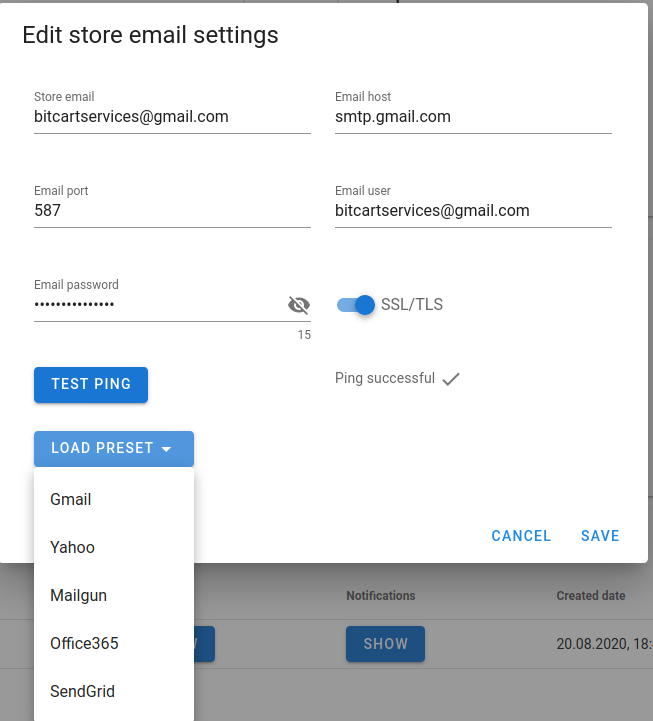 Edit store email settings
Store email
bitcartservices@gmail.com
Email host
smtp.gmail.com
Email port
587
Email user
bitcartservices@gmail.com
Email password
•••••••••••••••
15
SSL/TLS
TEST PING
Ping successful
LOAD PRESET
Gmail
Yahoo
Mailgun
Office365
SendGrid
CANCEL
SAVE
Notifications
Created date
SHOW
20.08.2020, 18: